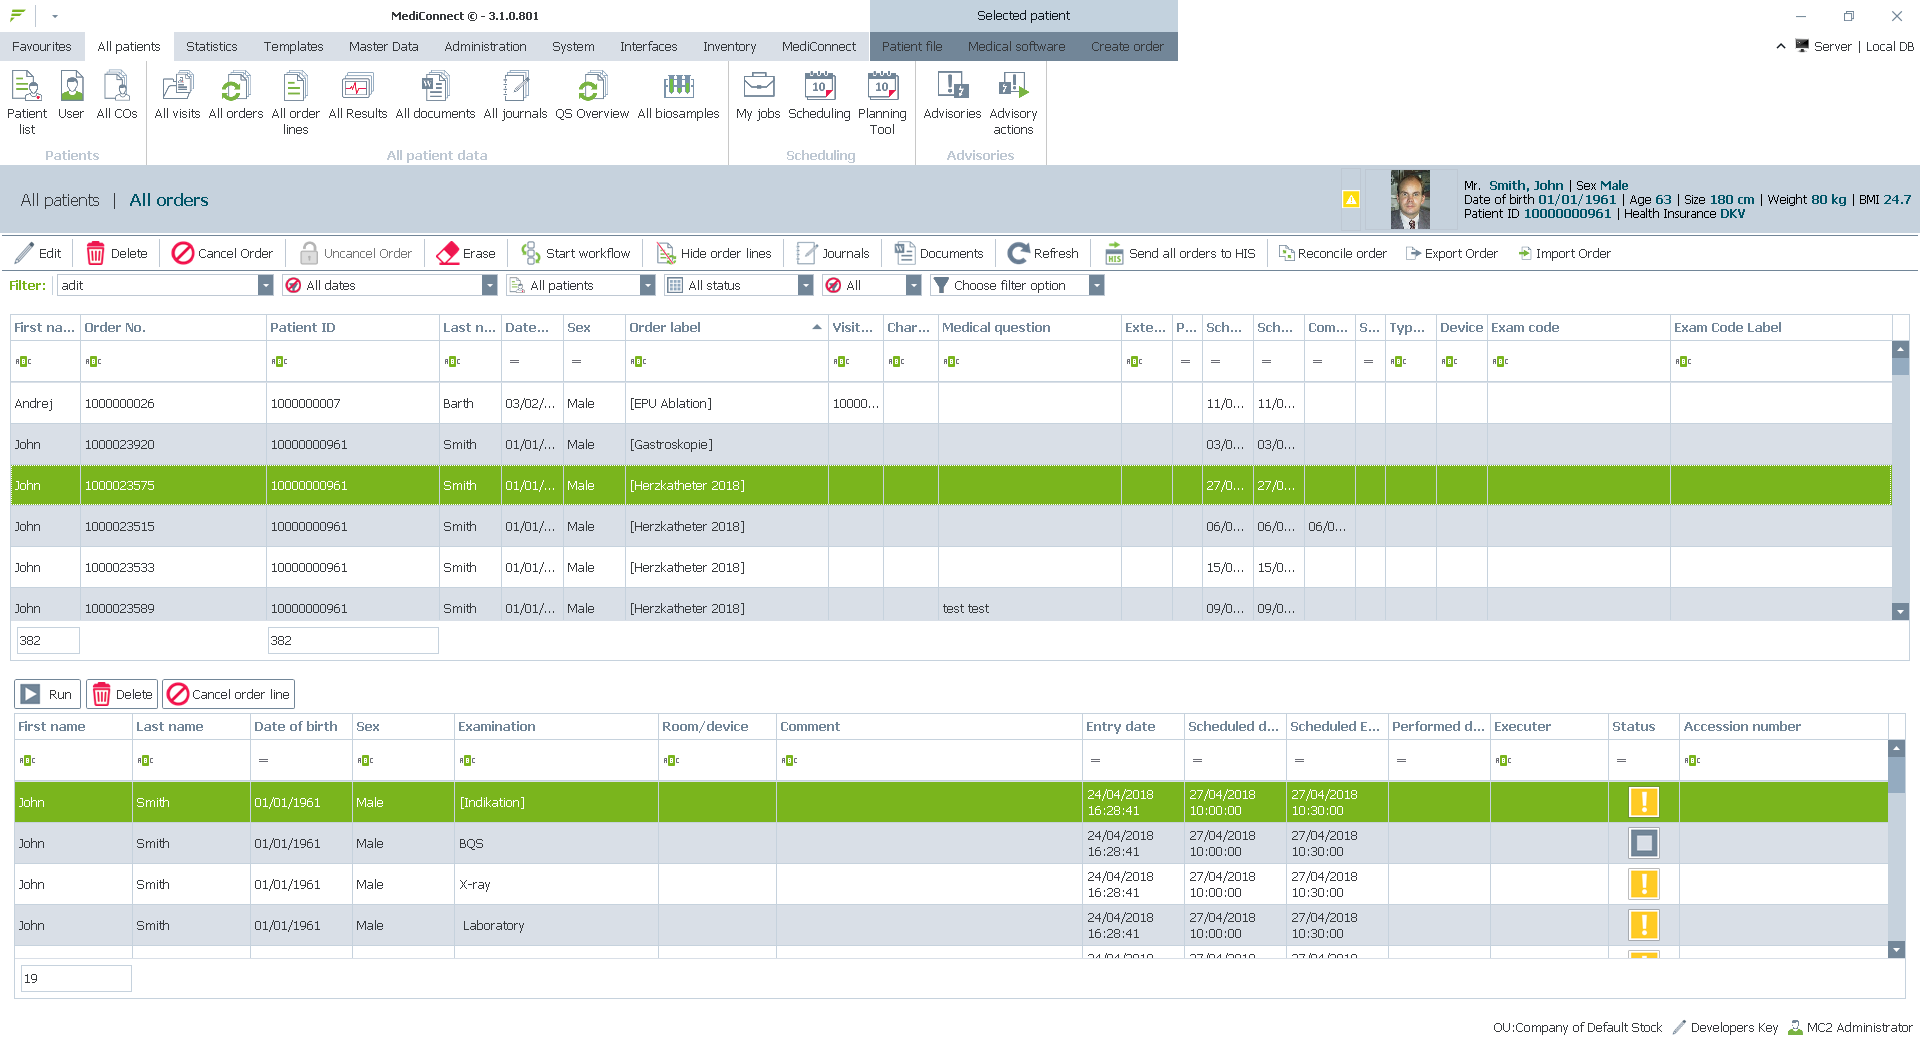 MediConnect © - 3.1.0.801
Selected patient
Favourites All patients Statistics Templates Master Data Administration System Interfaces Inventory MediConnect Patient file Medical software Create order
Server | Local DB
Patient list User All COs All visits All orders All order lines All Results All documents All journals QS Overview All biosamples My jobs Scheduling Planning Tool Advisories Advisory actions
Patients All patient data Scheduling Advisories
All patients | All orders
Mr. Smith, John | Sex Male
Date of birth 01/01/1961 | Age 63 | Size 180 cm | Weight 80 kg | BMI 24.7
Patient ID 10000000961 | Health Insurance DKV
Edit Delete Cancel Order Uncancel Order Erase Start workflow Hide order lines Journals Documents Refresh Send all orders to HIS Reconcile order Export Order Import Order
Filter: adit All dates All patients All status All Choose filter option
First na... Order No. Patient ID Last n... Date... Sex Order label Visit... Char... Medical question Exte... P... Sch... Sch... Com... S... Typ... Device Exam code Exam Code Label
Andrej 1000000026 1000000007 Barth 03/02/... Male [EPU Ablation] 10000... 11/0... 11/0...
John 1000023920 10000000961 Smith 01/01/... Male [Gastroskopie] 03/0... 03/0...
John 1000023575 10000000961 Smith 01/01/... Male [Herzkatheter 2018] 27/0... 27/0...
John 1000023515 10000000961 Smith 01/01/... Male [Herzkatheter 2018] 06/0... 06/0... 06/0...
John 1000023533 10000000961 Smith 01/01/... Male [Herzkatheter 2018] 15/0... 15/0...
John 1000023589 10000000961 Smith 01/01/... Male [Herzkatheter 2018] test test 09/0... 09/0...
382 382
Run Delete Cancel order line
First name Last name Date of birth Sex Examination Room/device Comment Entry date Scheduled d... Scheduled E... Performed d... Executer Status Accession number
John Smith 01/01/1961 Male [Indikation] 24/04/2018 16:28:41 27/04/2018 10:00:00 27/04/2018 10:30:00
John Smith 01/01/1961 Male BQS 24/04/2018 16:28:41 27/04/2018 10:00:00 27/04/2018 10:30:00
John Smith 01/01/1961 Male X-ray 24/04/2018 16:28:41 27/04/2018 10:00:00 27/04/2018 10:30:00
John Smith 01/01/1961 Male Laboratory 24/04/2018 16:28:41 27/04/2018 10:00:00 27/04/2018 10:30:00
19
OU:Company of Default Stock Developers Key MC2 Administrator